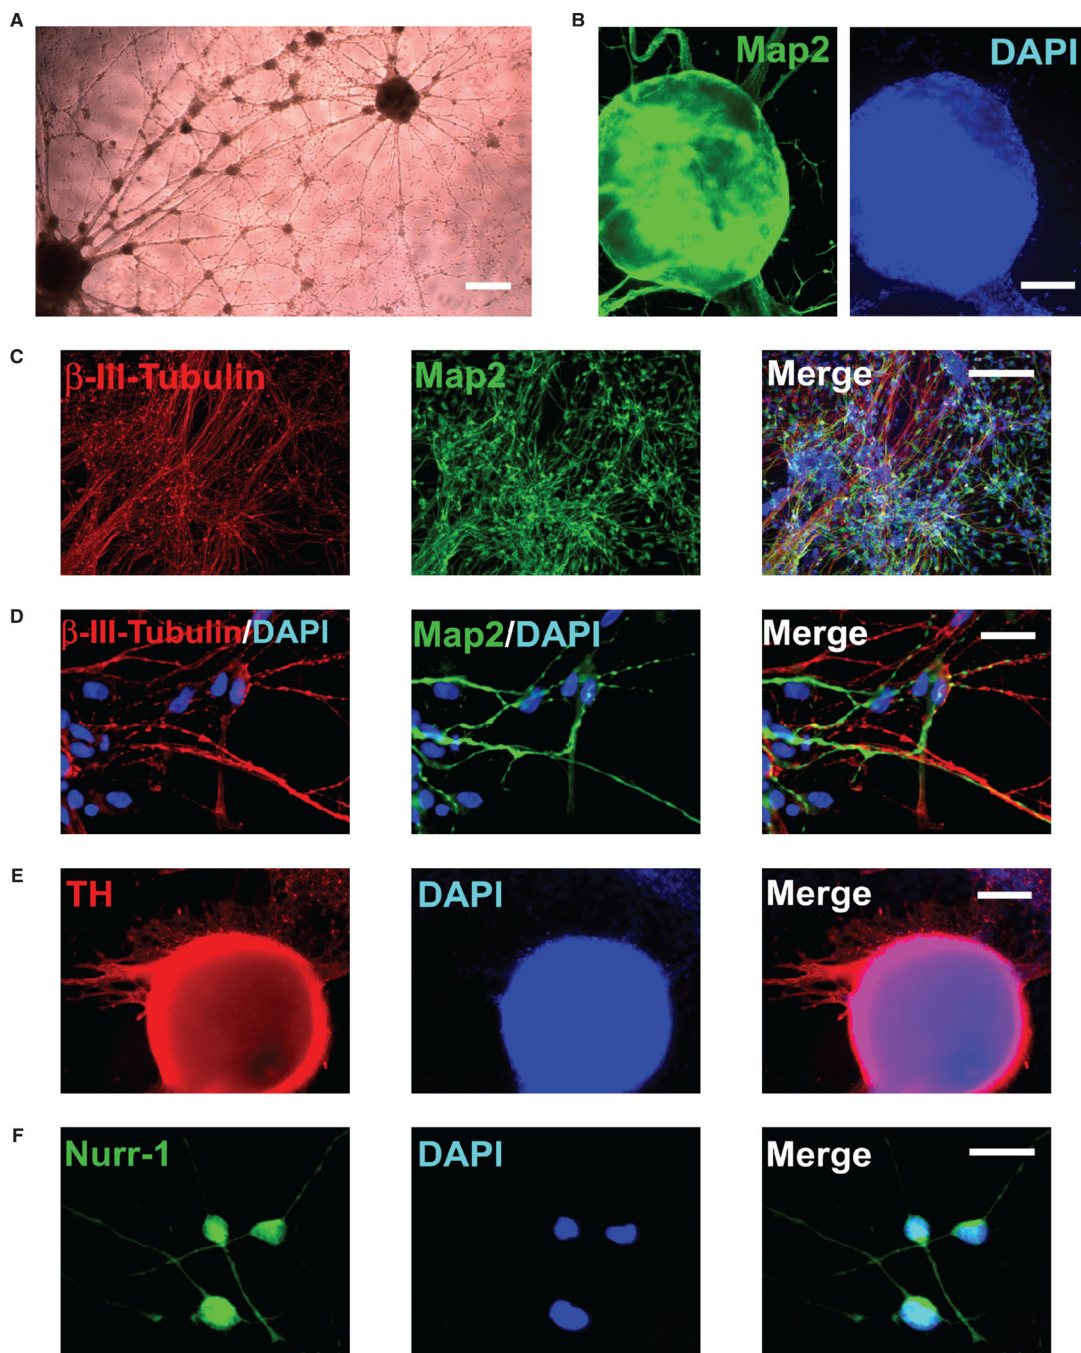 A
B
Map2
DAPI
C
β-III-Tubulin
Map2
Merge
D
β-III-Tubulin/DAPI
Map2/DAPI
Merge
E
TH
DAPI
Merge
F
Nurr-1
DAPI
Merge